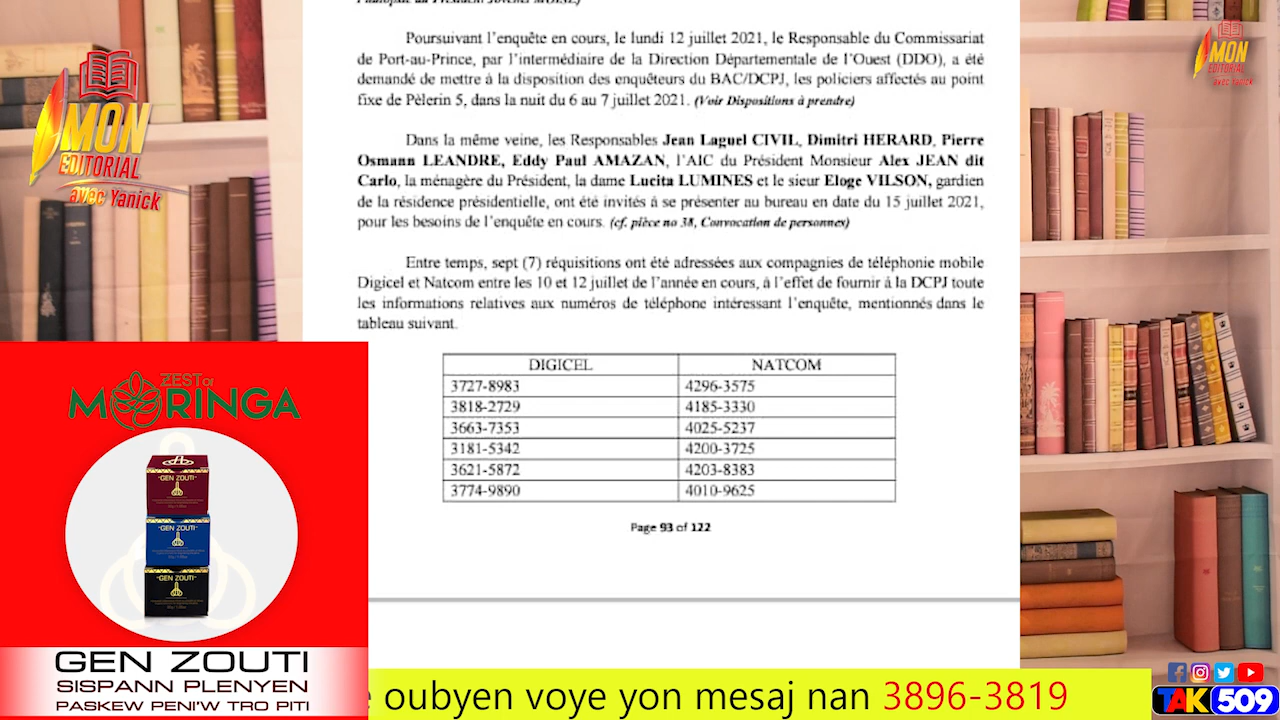 Poursuivant l'enquête en cours, le lundi 12 juillet 2021, le Responsable du Commissariat
de Port-au-Prince, par l'intermédiaire de la Direction Départementale de l'Ouest (DDO), a été
demandé de mettre à la disposition des enquêteurs du BAC/DCPJ, les policiers affectés au point
fixe de Pèlerin 5, dans la nuit du 6 au 7 juillet 2021. (Voir Dispositions à prendre)
Dans la même veine, les Responsables Jean Laguel CIVIL, Dimitri HERARD, Pierre
Osmann LEANDRE, Eddy Paul AMAZAN, l'AIC du Président Monsieur Alex JEAN dit
Carlo, la ménagère du Président, la dame Lucita LUMINES et le sieur Eloge VILSON, gardien
de la résidence présidentielle, ont été invités à se présenter au bureau en date du 15 juillet 2021,
pour les besoins de l'enquête en cours. (cf. pièce no 38, Convocation de personnes)
Entre temps, sept (7) réquisitions ont été adressées aux compagnies de téléphonie mobile
Digicel et Natcom entre les 10 et 12 juillet de l'année en cours, à l'effet de fournir à la DCPJ toute
les informations relatives aux numéros de téléphone intéressant l'enquête, mentionnés dans le
tableau suivant.
DIGICEL NATCOM
3727-8983 4296-3575
3818-2729 4185-3330
3663-7353 4025-5237
3181-5342 4200-3725
3621-5872 4203-8383
3774-9890 4010-9625
Page 93 of 122
MON
EDITORIAL
avec Yanick
MON
EDITORIAL
avec Yanick
ZEST OF
MORINGA
GEN ZOUTI
GEN ZOUTI
GEN ZOUTI
GEN ZOUTI
SISPANN PLENYEN
PASKEW PENI'W TRO PITI
e oubyen voye yon mesaj nan 3896-3819
TAK 509